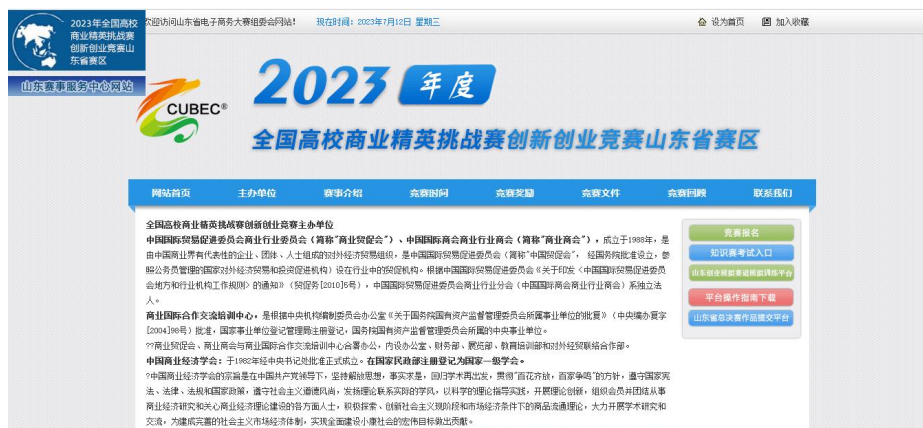 2023年全国高校
商业精英挑战赛
创新创业竞赛山
东省赛区
山东赛事服务中心网站
欢迎访问山东省电子商务大赛组委会网站！ 现在时间：2023年7月12日 星期三
设为首页 加入收藏
CUBEC®
2023年度
全国高校商业精英挑战赛创新创业竞赛山东省赛区
网站首页 主办单位 赛事介绍 竞赛时间 竞赛奖励 竞赛文件 竞赛回顾 联系我们
全国高校商业精英挑战赛创新创业竞赛主办单位
中国国际贸易促进委员会商业行业委员会（简称"商业贸促会"）、中国国际商会商业行业商会（简称"商业商会"），成立于1988年，是
由中国商业界有代表性的企业、团体、人士组成的对外经济贸易组织，是中国国际贸易促进委员会（简称"中国贸促会"， 经国务院批准设立，参
照公务员管理的国家对外经济贸易和投资促进机构）设在行业中的贸促机构。根据中国国际贸易促进委员会《关于印发〈中国国际贸易促进委员
会地方和行业机构工作规则〉的通知》（贸促务[2010]5号），中国国际贸易促进委员会商业行业分会（中国国际商会商业行业商会）系独立法
人。
商业国际合作交流培训中心，是根据中央机构编制委员会办公室《关于国务院国有资产监督管理委员会所属事业单位的批复》（中央编办复字
[2004]98号）批准，国家事业单位登记管理局注册登记，国务院国有资产监督管理委员会所属的中央事业单位。
??商业贸促会、商业商会与商业国际合作交流培训中心合署办公，内设办公室、财务部、展览部、教育培训部和对外经贸联络合作部。
中国商业经济学会：于1982年经中央书记处批准正式成立。在国家民政部注册登记为国家一级学会。
?中国商业经济学会的宗旨是在中国共产党领导下，坚持解放思想，事实求是，回归学术再出发，贯彻"百花齐放，百家争鸣"的方针，遵守国家宪
法、法律、法规和国家政策，遵守社会主义道德风尚，发扬理论联系实际的学风，以科学的理论指导实践，开展理论创新，组织会员并团结从事
商业经济研究和关心商业经济理论建设的各方面人士，积极探索、创新社会主义现阶段和市场经济条件下的商品流通理论，大力开展学术研究和
交流，为建成完善的社会主义市场经济体制，实现全面建设小康社会的宏伟目标做出贡献。
竞赛报名
知识赛考试入口
山东创业模拟赛道模拟训练平台
平台操作指南下载
山东省总决赛作品提交平台